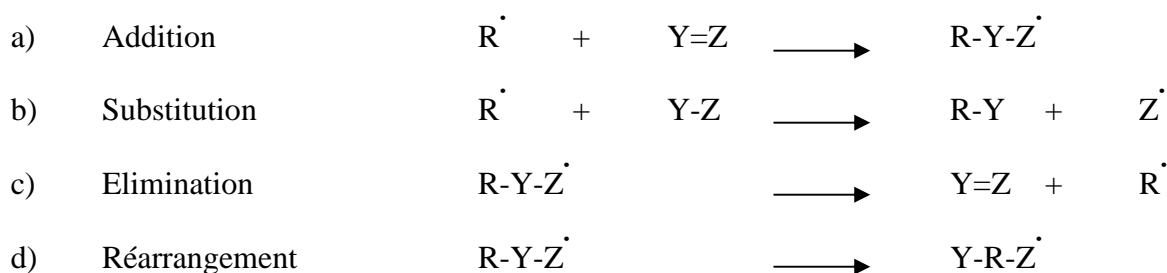 a) Addition R˙ + Y=Z ⟶ R-Y-Z˙
b) Substitution R˙ + Y-Z ⟶ R-Y + Z˙
c) Elimination R-Y-Z˙ ⟶ Y=Z + R˙
d) Réarrangement R-Y-Z˙ ⟶ Y-R-Z˙